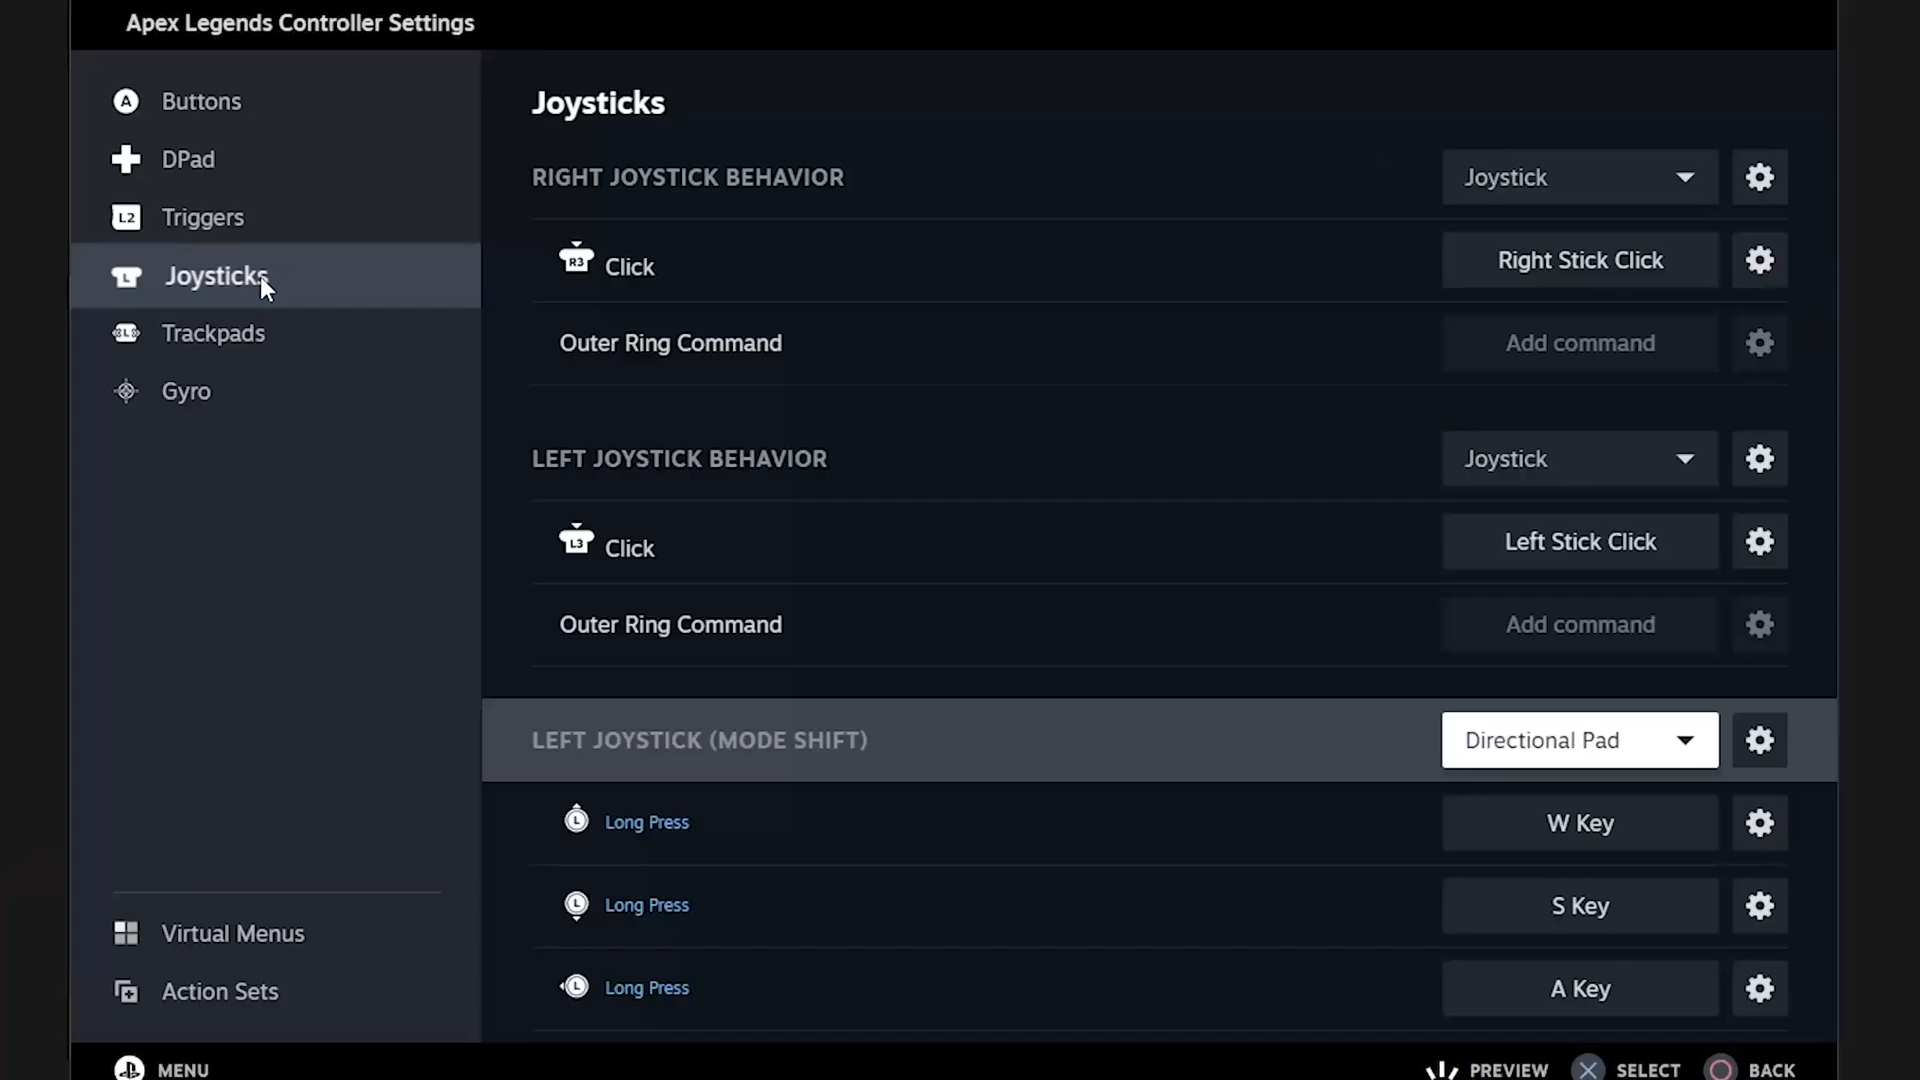 Apex Legends Controller Settings
A Buttons
DPad
L2 Triggers
L Joysticks
L Trackpads
Gyro
Virtual Menus
Action Sets
Joysticks
RIGHT JOYSTICK BEHAVIOR Joystick
R3 Click Right Stick Click
Outer Ring Command Add command
LEFT JOYSTICK BEHAVIOR Joystick
L3 Click Left Stick Click
Outer Ring Command Add command
LEFT JOYSTICK (MODE SHIFT) Directional Pad
L Long Press W Key
L Long Press S Key
L Long Press A Key
MENU PREVIEW SELECT BACK